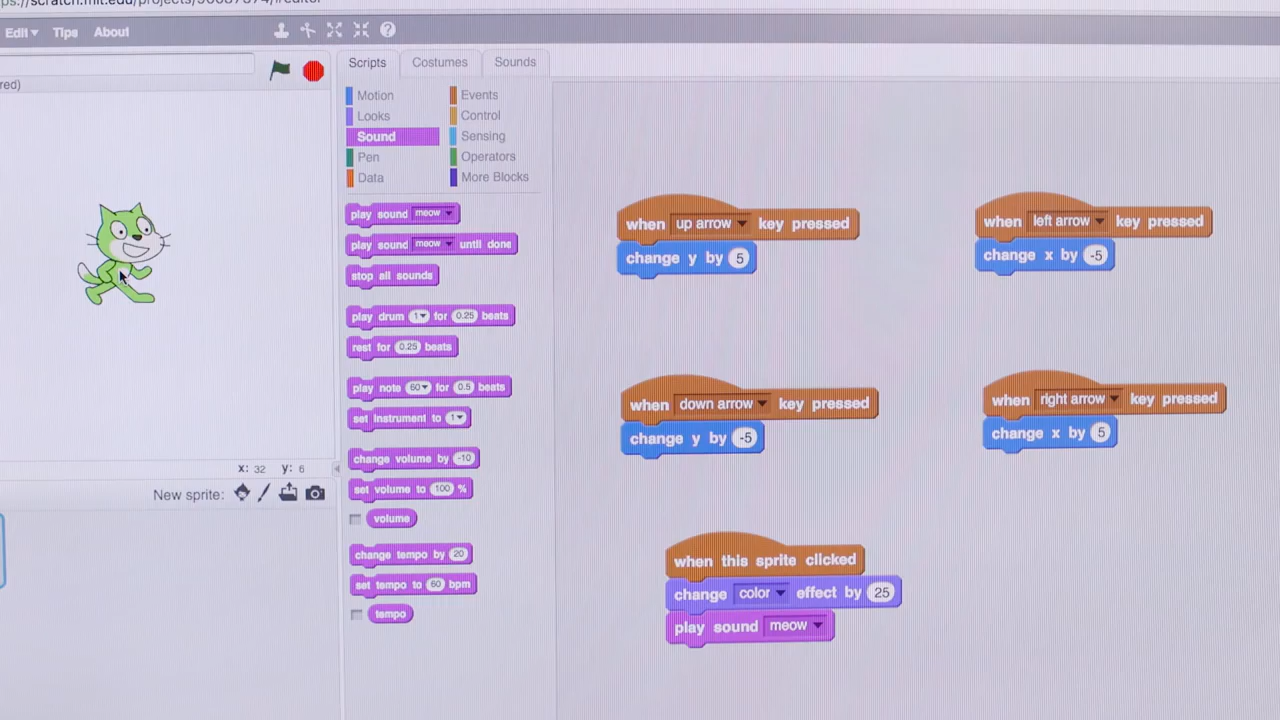 Edit Tips About
red)
Scripts Costumes Sounds
Motion Events
Looks Control
Sound Sensing
Pen Operators
Data More Blocks
play sound meow
play sound meow until done
stop all sounds
play drum 1 for 0.25 beats
rest for 0.25 beats
play note 60 for 0.5 beats
set instrument to 1
change volume by -10
set volume to 100 %
volume
change tempo by 20
set tempo to 60 bpm
tempo
x: 32 y: 6
New sprite:
when up arrow key pressed
change y by 5
when left arrow key pressed
change x by -5
when down arrow key pressed
change y by -5
when right arrow key pressed
change x by 5
when this sprite clicked
change color effect by 25
play sound meow